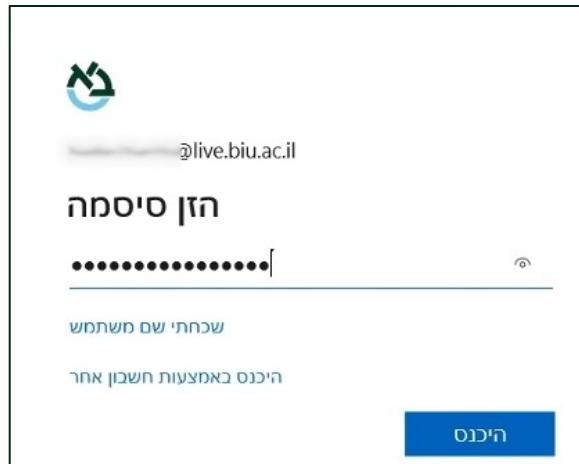 בא
@live.biu.ac.il
הזן סיסמה
שכחתי שם משתמש
היכנס באמצעות חשבון אחר
היכנס